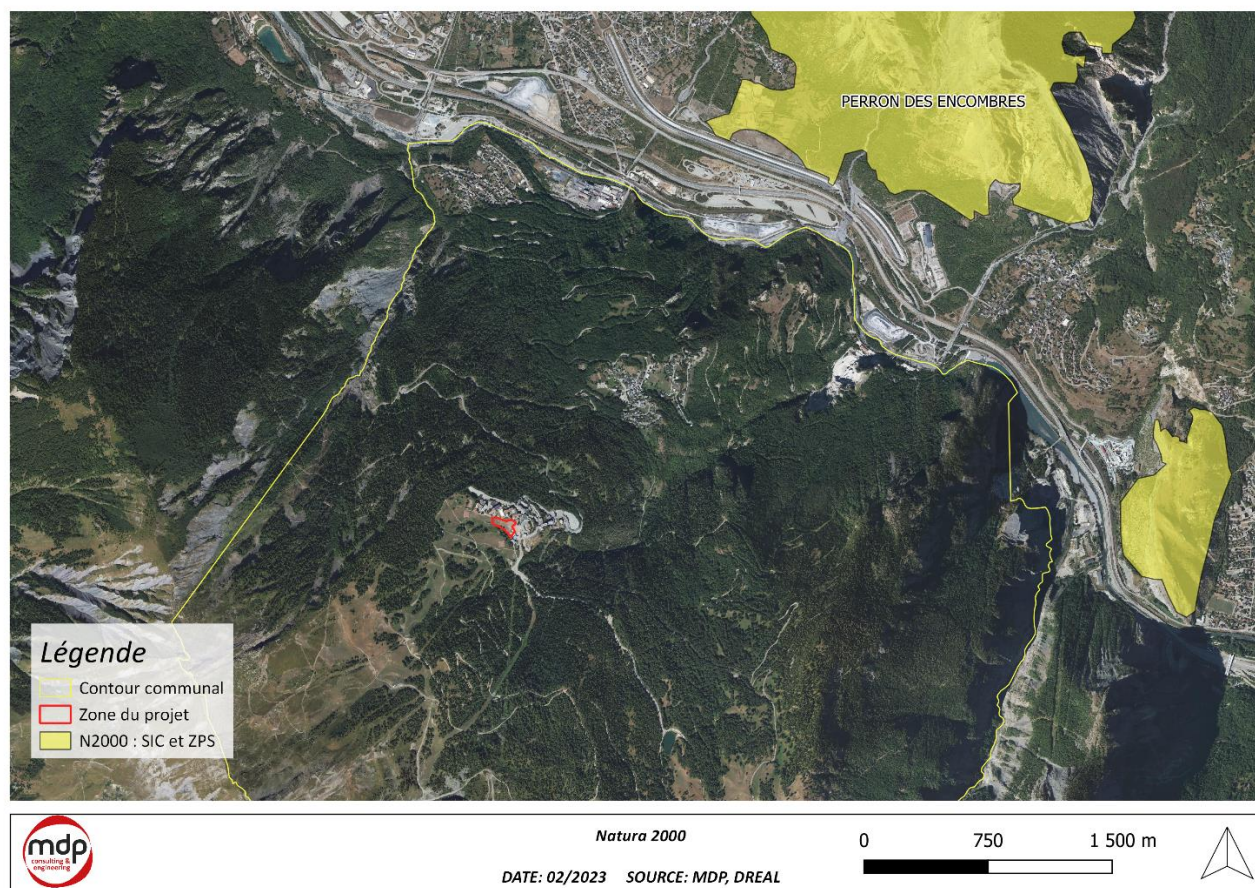 PERRON DES ENCOMBRES
Légende
Contour communal
Zone du projet
N2000 : SIC et ZPS
mdp
consulting &
engineering
Natura 2000
DATE: 02/2023 SOURCE: MDP, DREAL
0 750 1 500 m